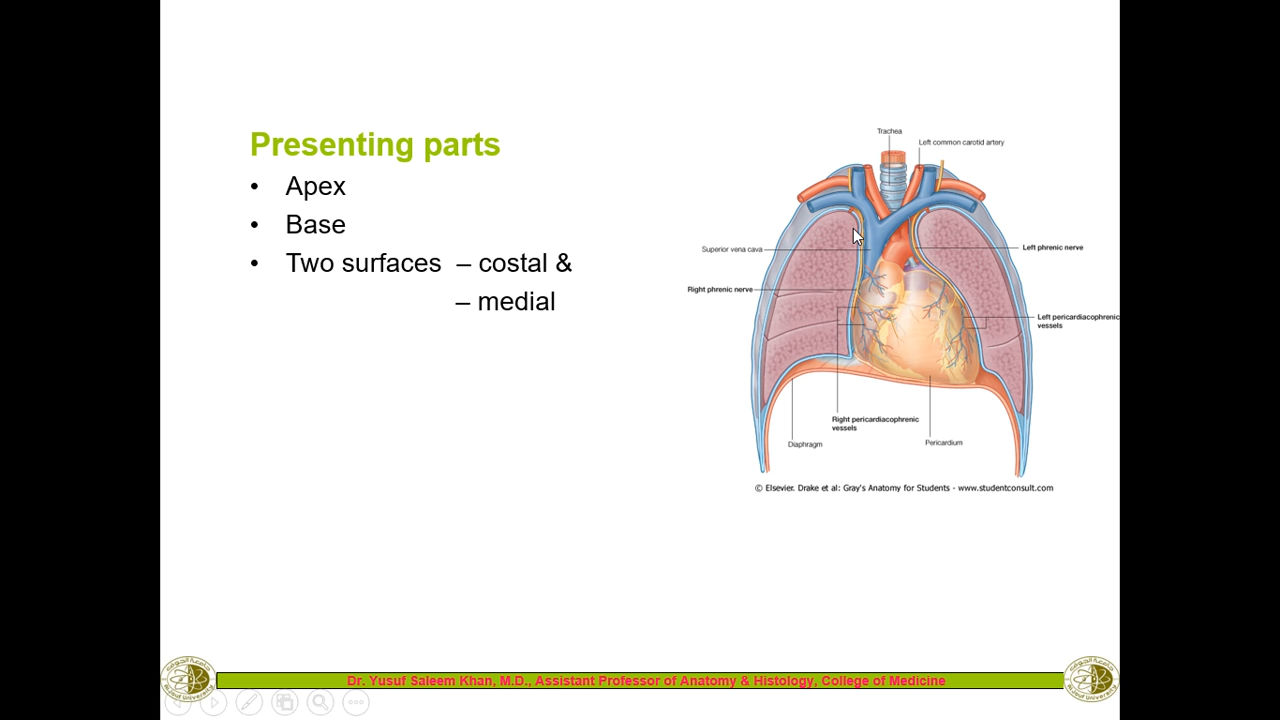 Presenting parts
• Apex
• Base
• Two surfaces – costal &
– medial
Trachea
Left common carotid artery
Superior vena cava
Left phrenic nerve
Right phrenic nerve
Left pericardiacophrenic
vessels
Right pericardiacophrenic
vessels
Diaphragm
Pericardium
© Elsevier. Drake et al: Gray's Anatomy for Students - www.studentconsult.com
Dr. Yusuf Saleem Khan, M.D., Assistant Professor of Anatomy & Histology, College of Medicine